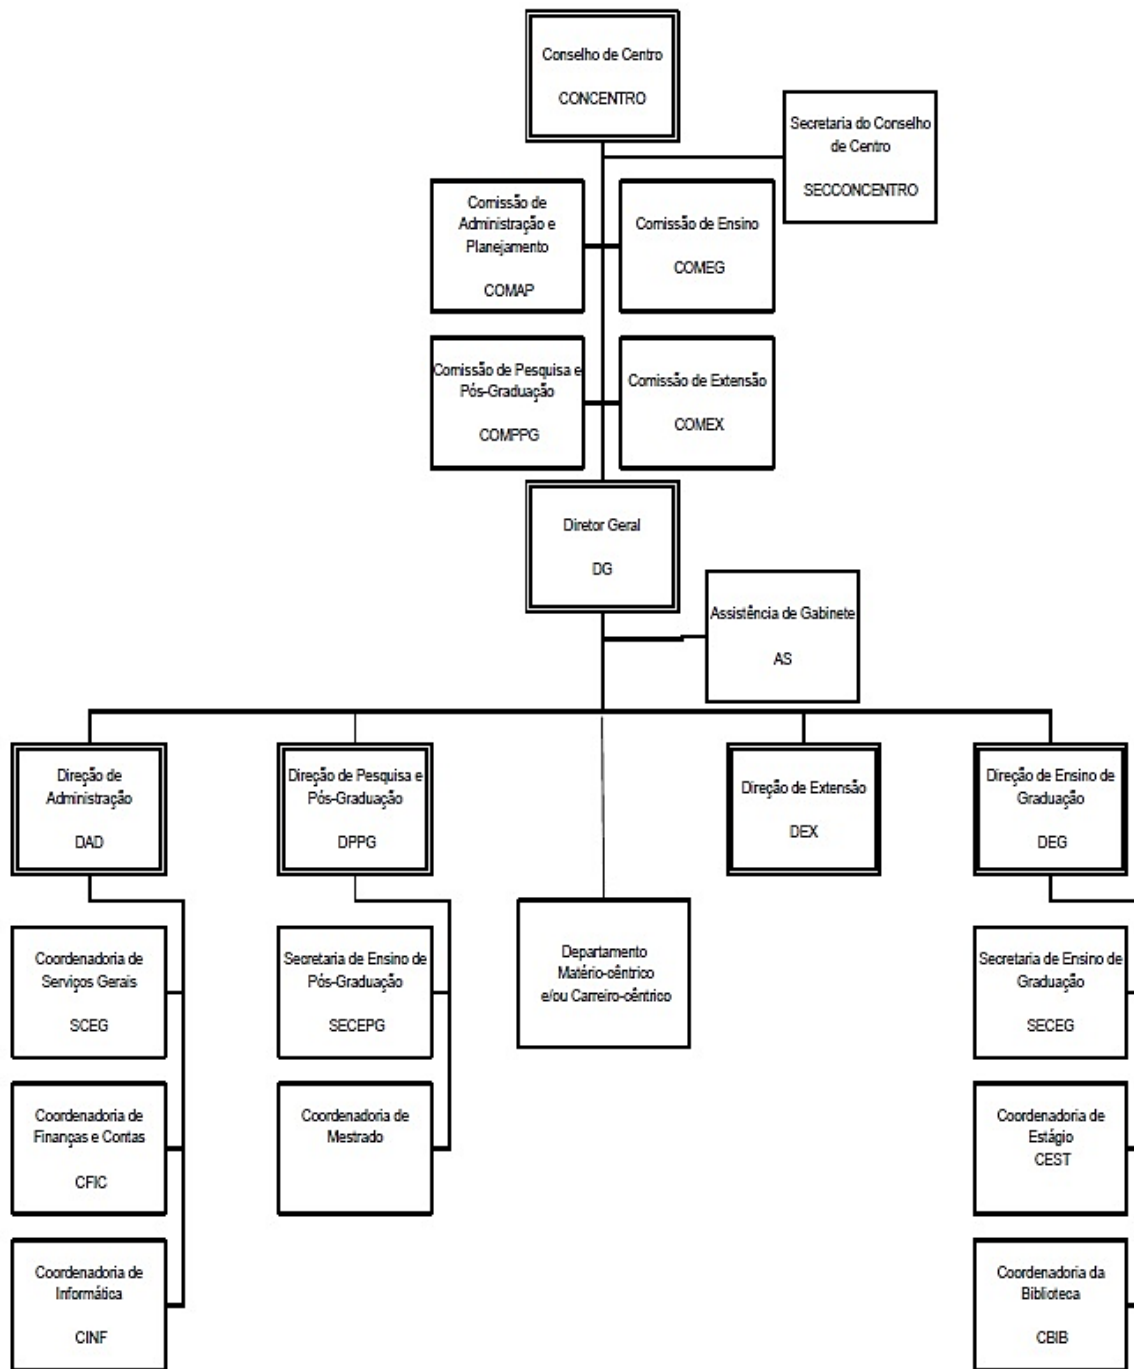 Conselho de Centro
CONCENTRO
Secretaria do Conselho
de Centro
SECCONCENTRO
Comissão de
Administração e
Planejamento
COMAP
Comissão de Ensino
COMEG
Comissão de Pesquisa e
Pós-Graduação
COMPPG
Comissão de Extensão
COMEX
Diretor Geral
DG
Assistência de Gabinete
AS
Direção de
Administração
DAD
Direção de Pesquisa e
Pós-Graduação
DPPG
Direção de Extensão
DEX
Direção de Ensino de
Graduação
DEG
Departamento
Matério-cêntrico
e/ou Carreiro-cêntrico
Coordenadoria de
Serviços Gerais
SCEG
Secretaria de Ensino de
Pós-Graduação
SECEPG
Secretaria de Ensino de
Graduação
SECEG
Coordenadoria de
Finanças e Contas
CFIC
Coordenadoria de
Mestrado
Coordenadoria de
Estágio
CEST
Coordenadoria de
Informática
CINF
Coordenadoria da
Biblioteca
CBIB